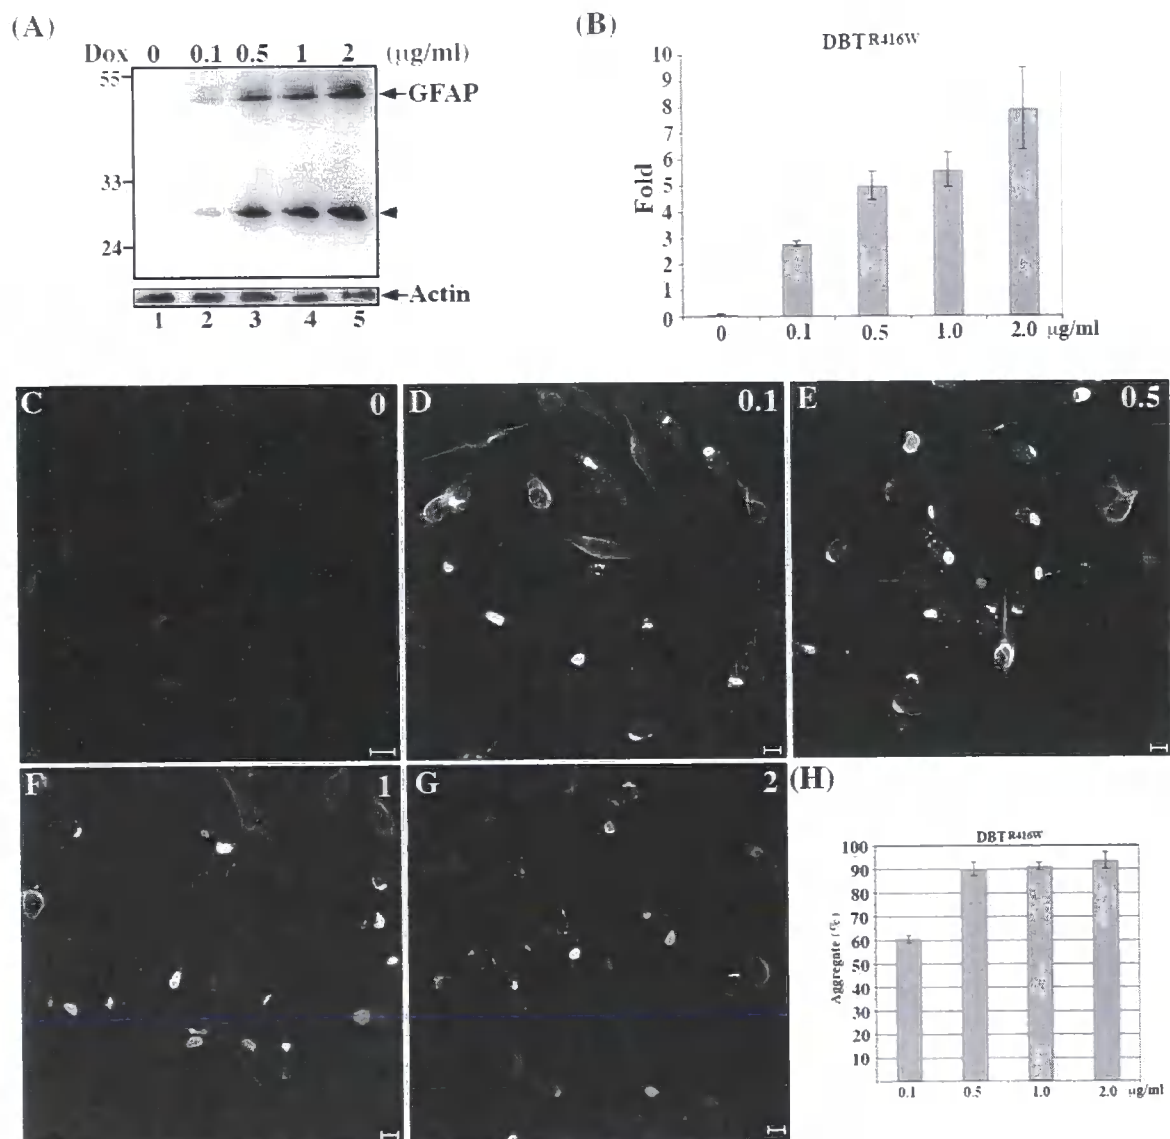 (A)
Dox 0 0.1 0.5 1 2 (µg/ml)
55
GFAP
33
24
Actin
1 2 3 4 5
(B)
DBT R416W
10
9
8
7
6
5
4
3
2
1
0
Fold
0 0.1 0.5 1.0 2.0 µg/ml
C 0
D 0.1
E 0.5
F 1
G 2
(H)
DBT R416W
100
90
80
70
60
50
40
30
20
10
Aggregate (%)
0.1 0.5 1.0 2.0 µg/ml